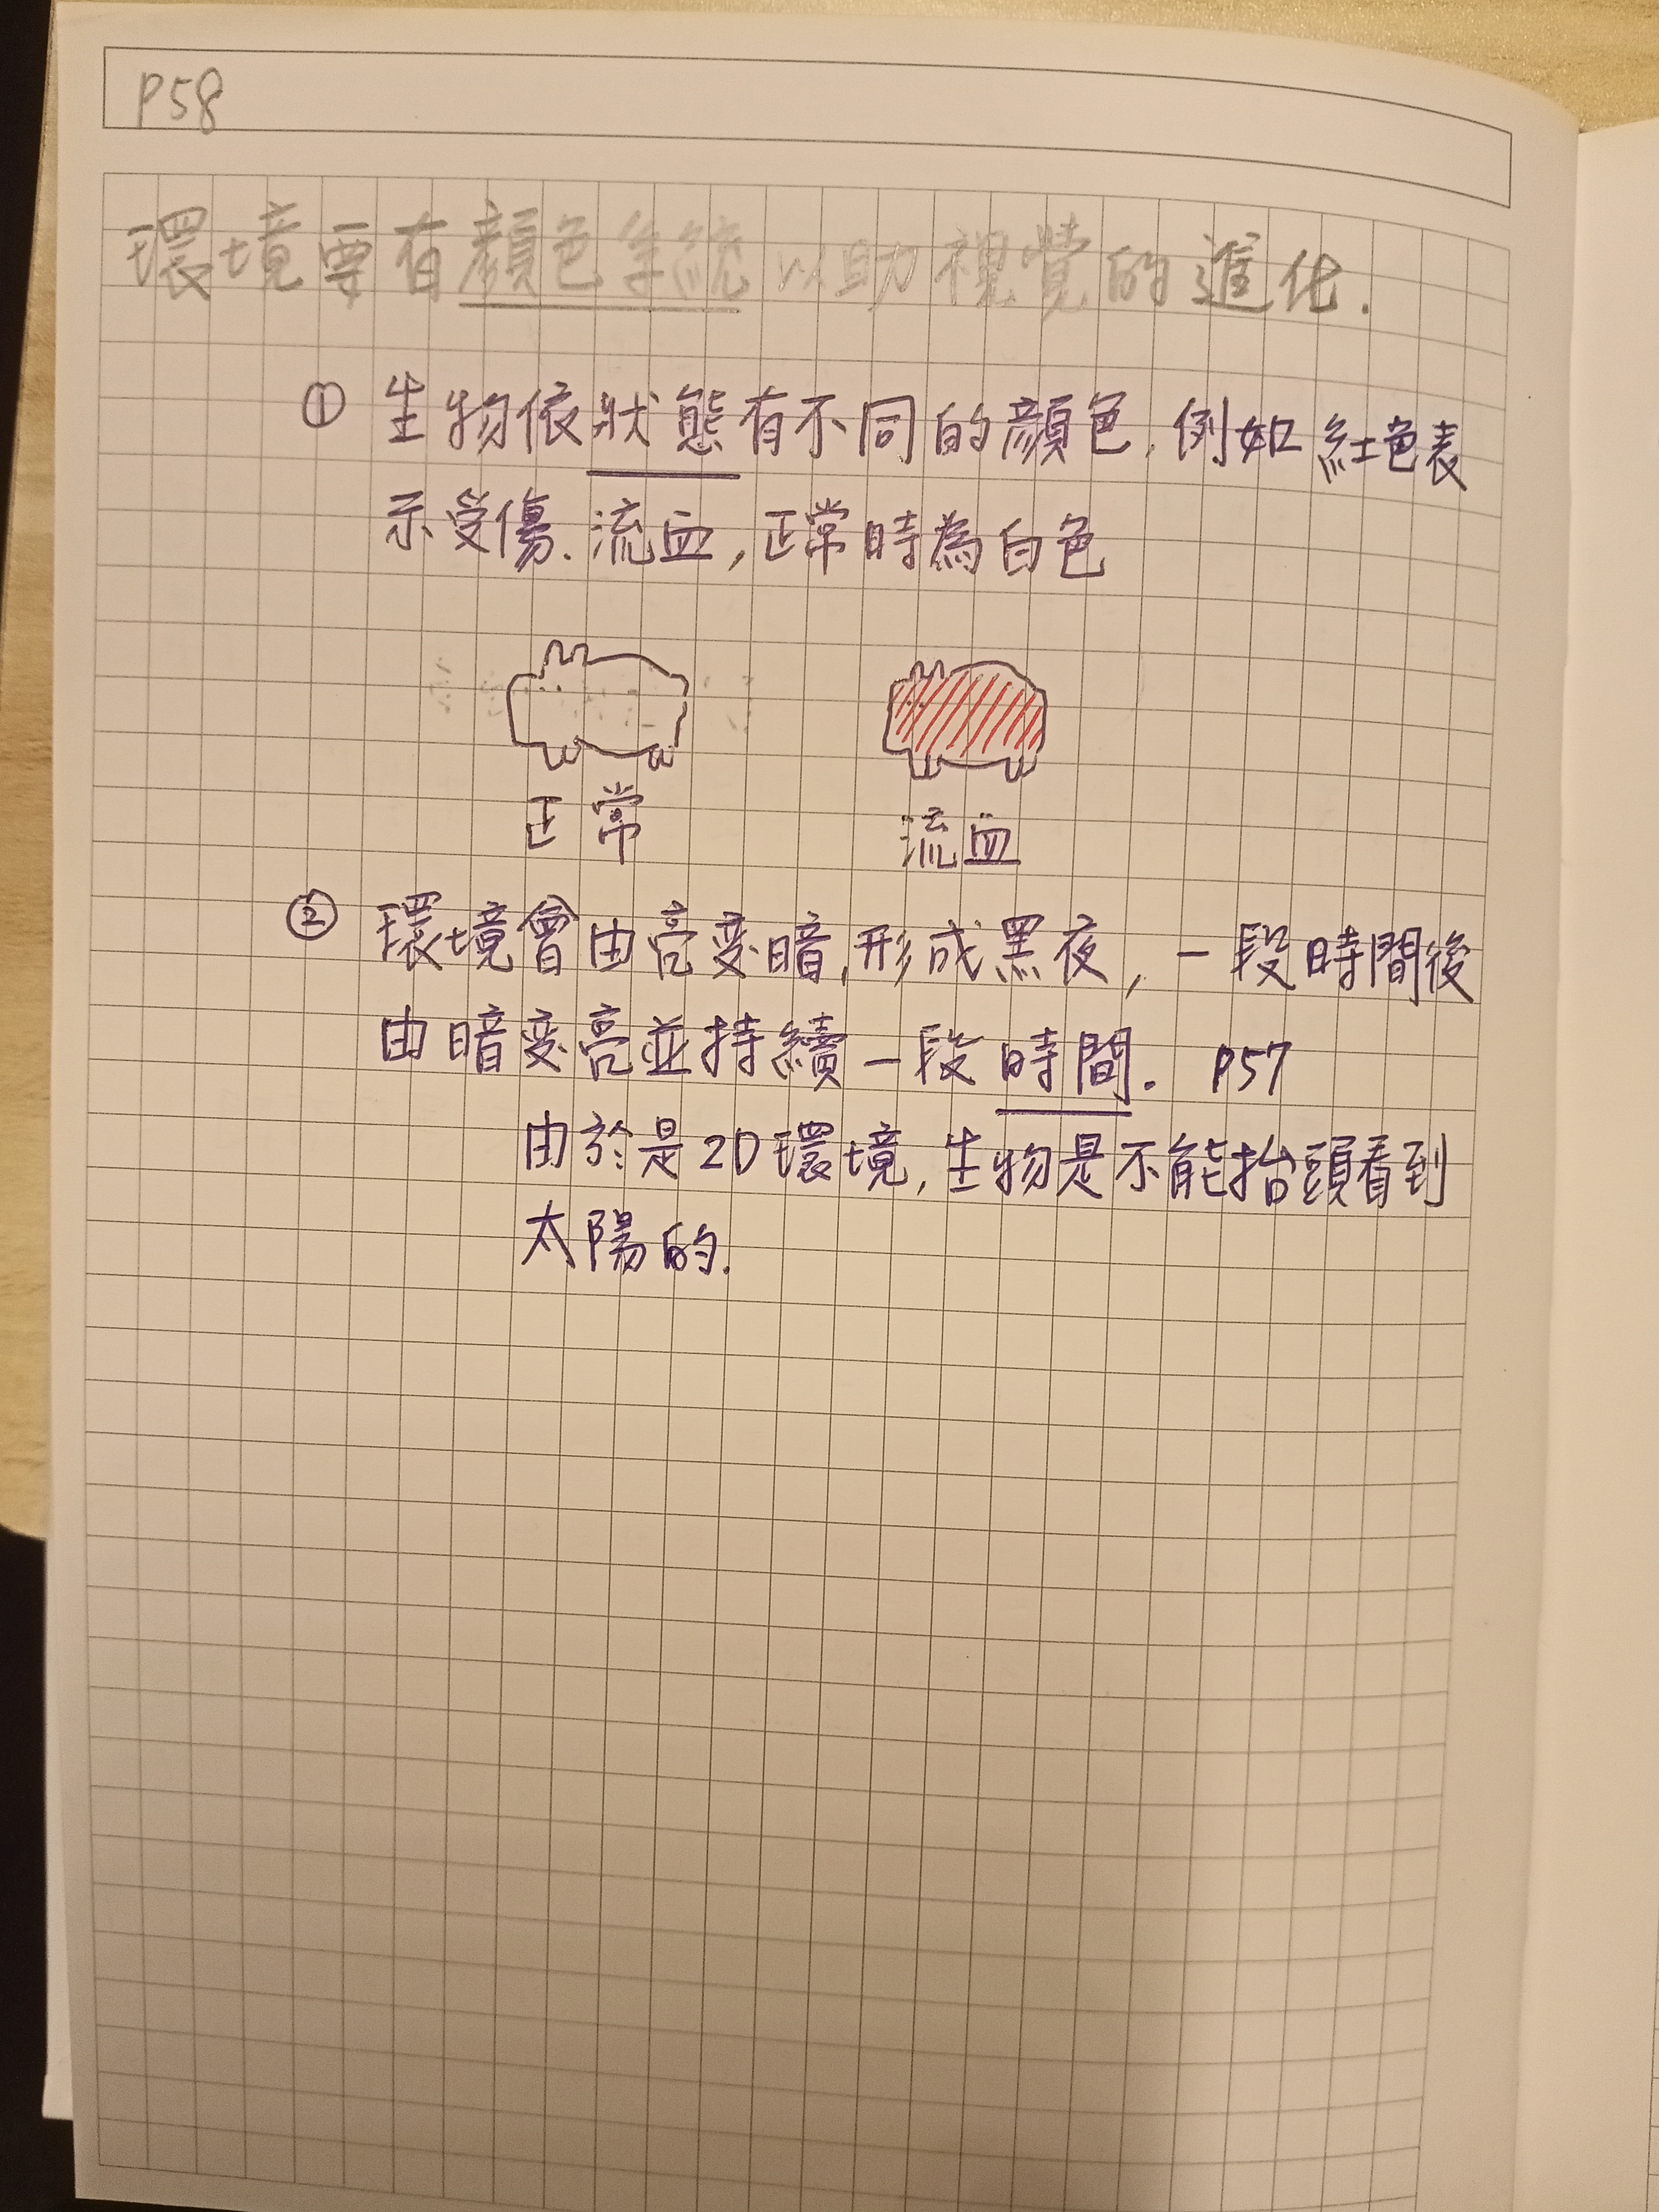 P58
環境要有顏色系統以助視覺的進化.
① 生物依狀態有不同的顏色,例如紅色表
示受傷.流血,正常時為白色
正常
流血
② 環境會由亮变暗,形成黑夜,一段時間後
由暗变亮並持續一段時間. P57
由於是2D環境,生物是不能抬頭看到
太陽的.